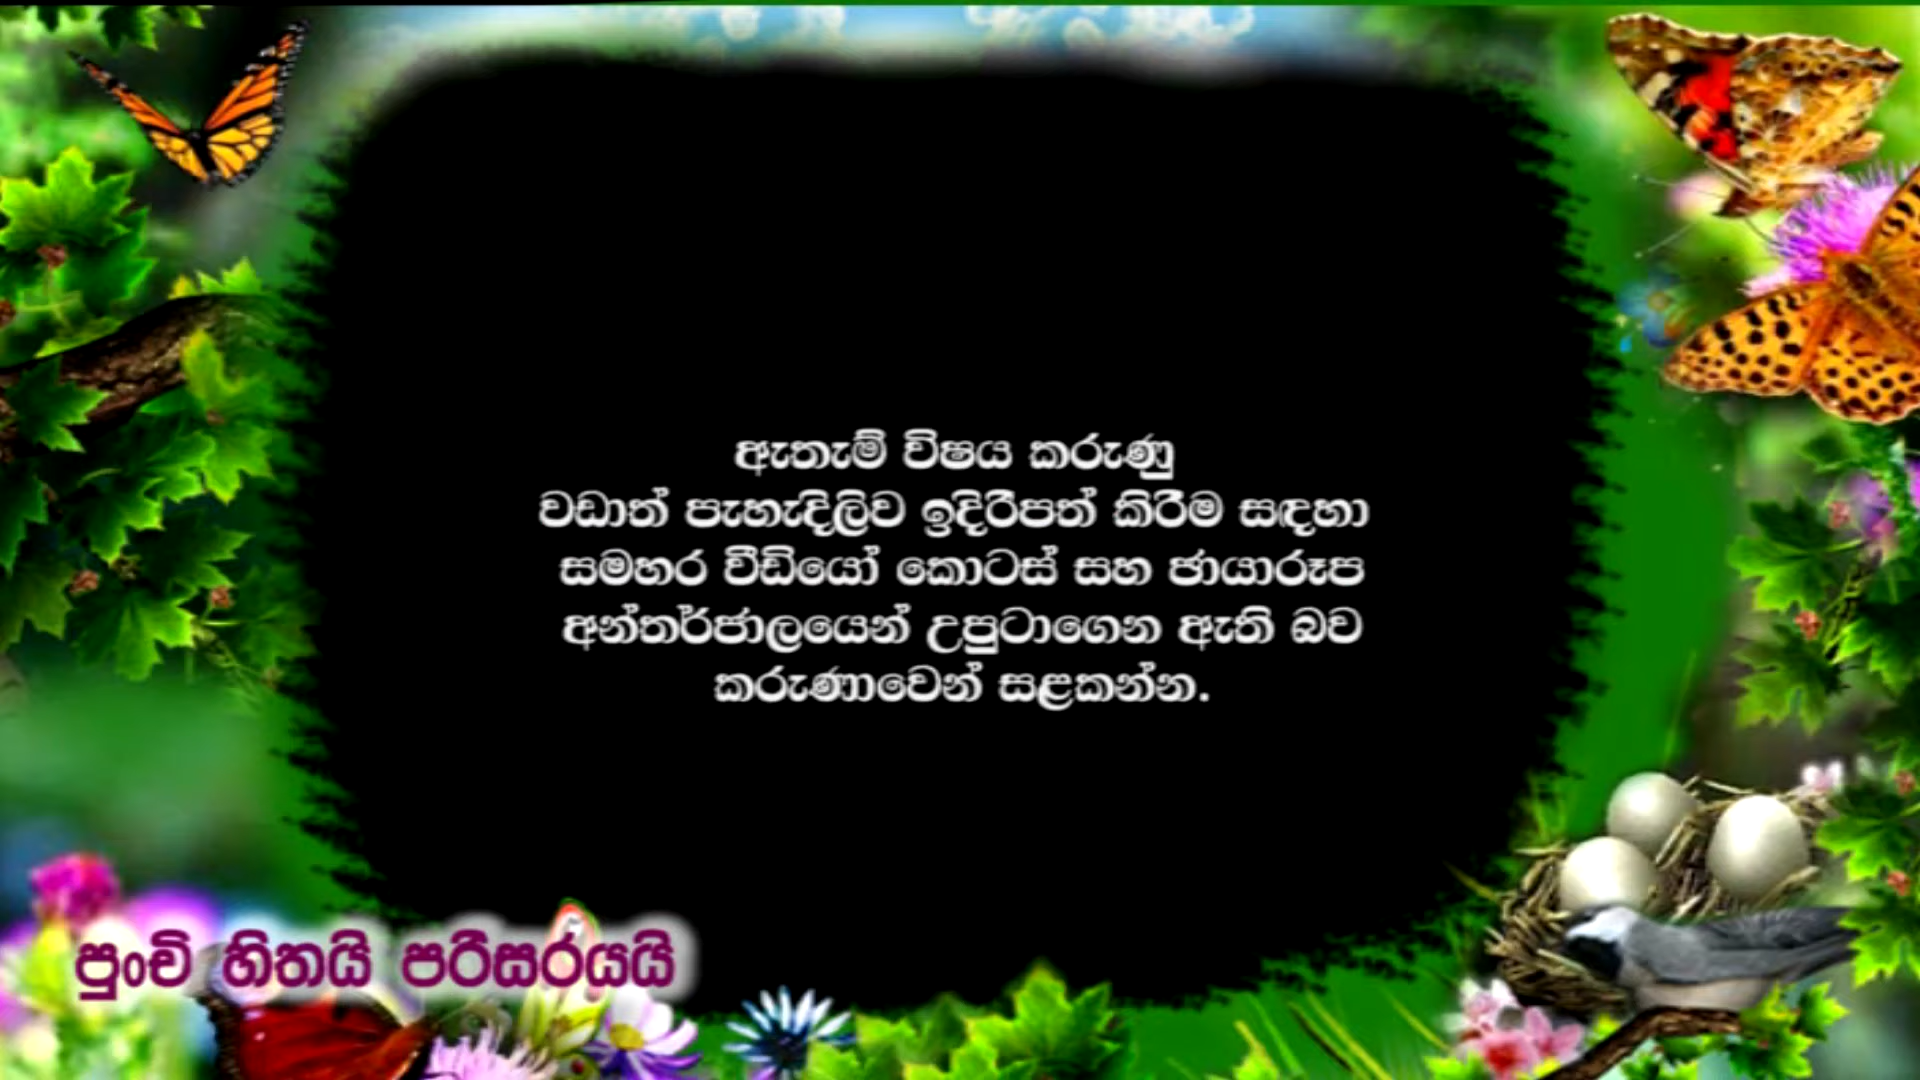 ඇතැම් විෂය කරුණු
වඩාත් පැහැදිලිව ඉදිරිපත් කිරීම සඳහා
සමහර වීඩියෝ කොටස් සහ ඡායාරූප
අන්තර්ජාලයෙන් උපුටාගෙන ඇති බව
කරුණාවෙන් සළකන්න.
පුංචි හිතයි පරිසරයයි